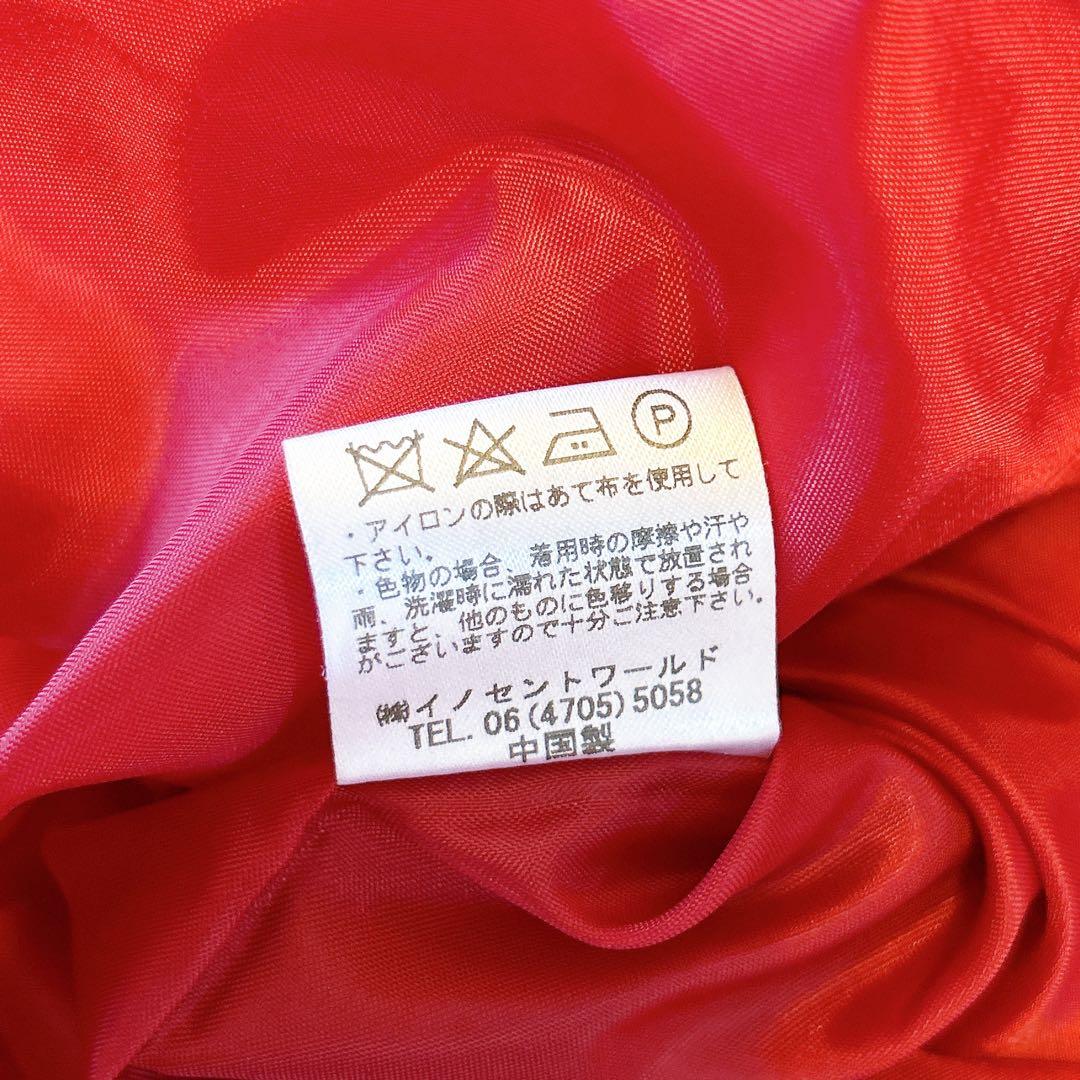 P
・アイロンの際はあて布を使用して
下さい。
・色物の場合、着用時の摩擦や汗や
雨、洗濯時に濡れた状態で放置され
ますと、他のものに色移りする場合
がございますので十分ご注意下さい。
㈱イノセントワールド
TEL. 06(4705)5058
中国製